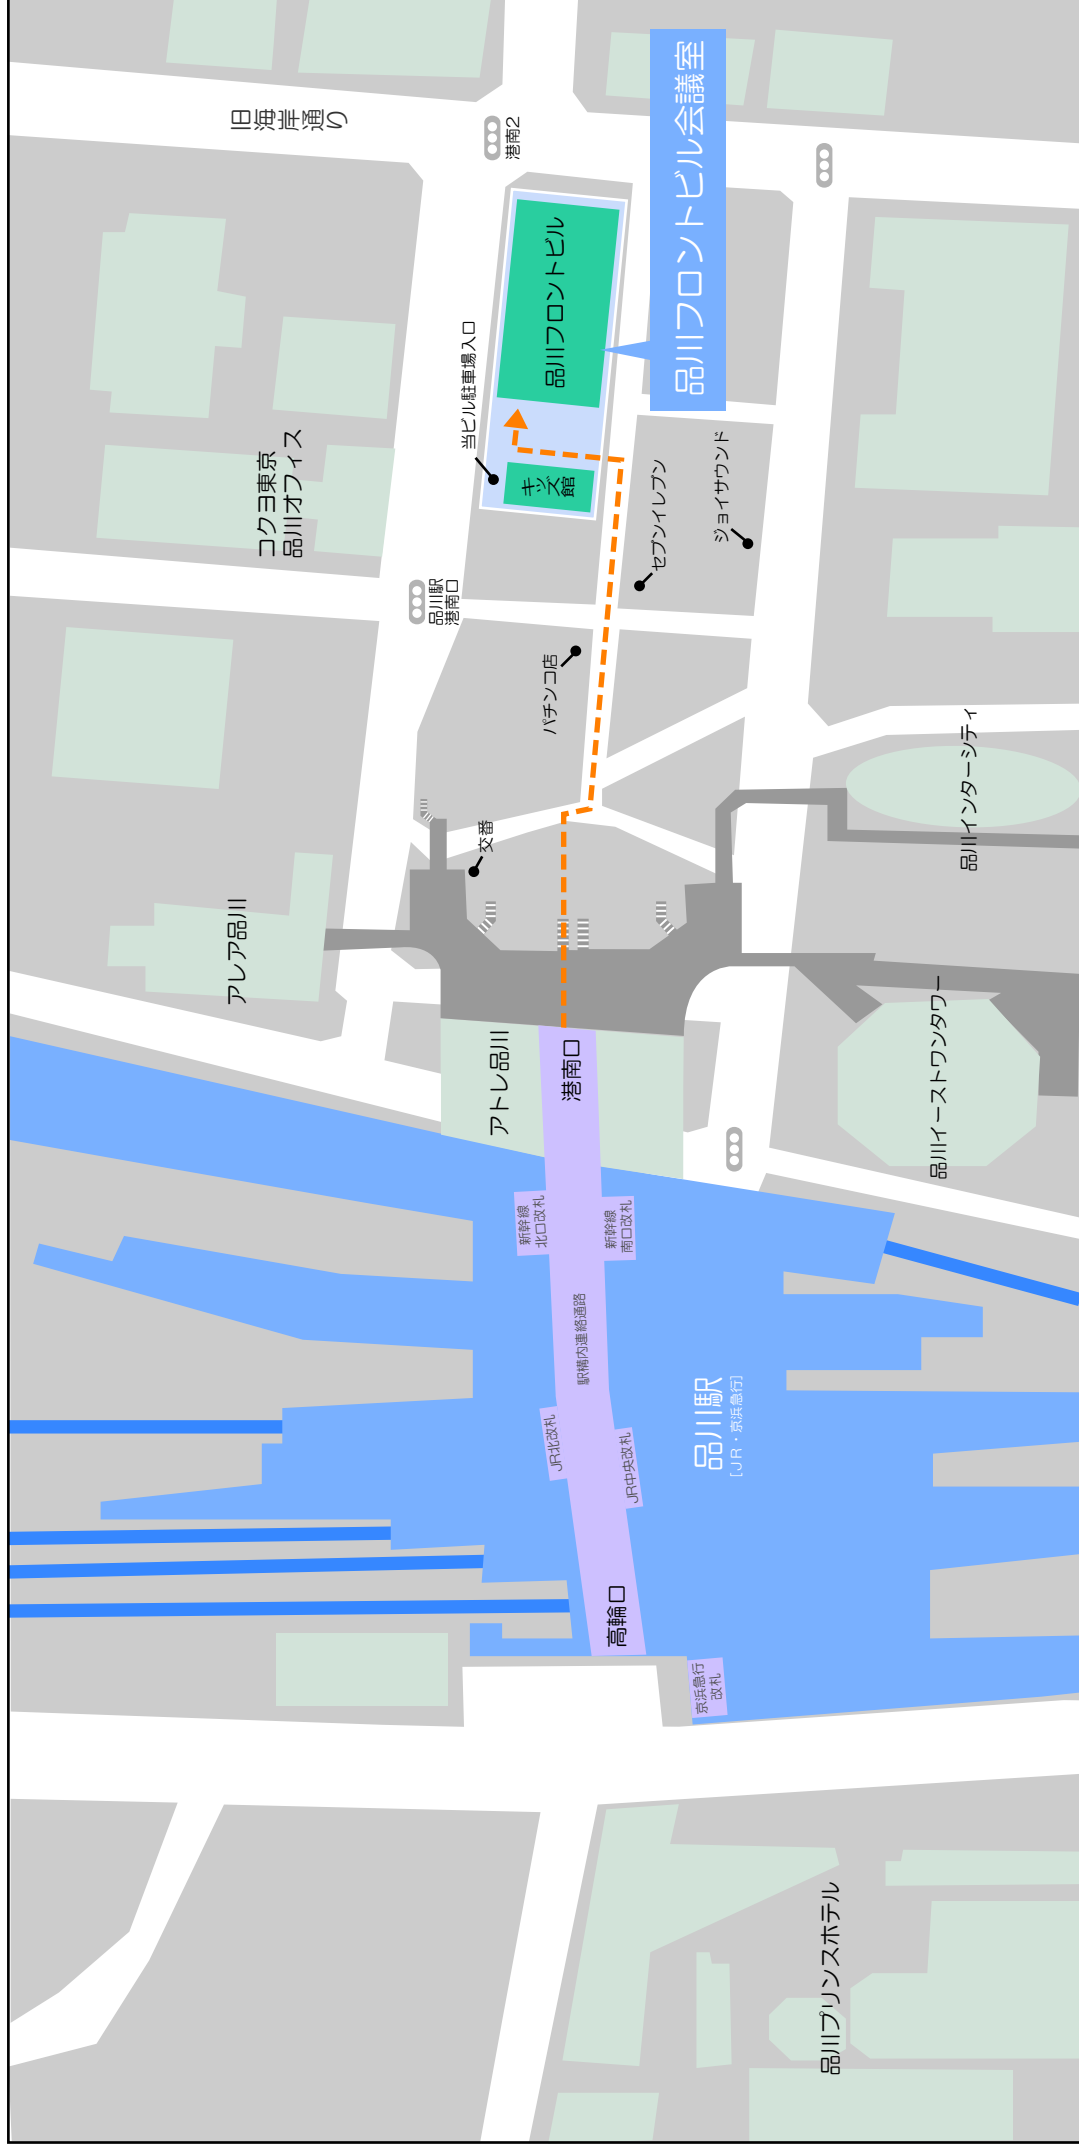 品川プリンスホテル
高輪口
京浜急行
改札
JR北改札
JR中央改札
品川駅
[JR・京浜急行]
駅構内連絡通路
新幹線
北口改札
新幹線
南口改札
港南口
アトレ品川
アレア品川
品川イーストワンタワー
品川インターシティ
交番
パチンコ店
セブンイレブン
ジョイサウンド
品川駅
港南口
コクヨ東京
品川オフィス
当ビル駐車場入口
キッズ
館
品川フロントビル
品川フロントビル会議室
港南2
旧海岸通り